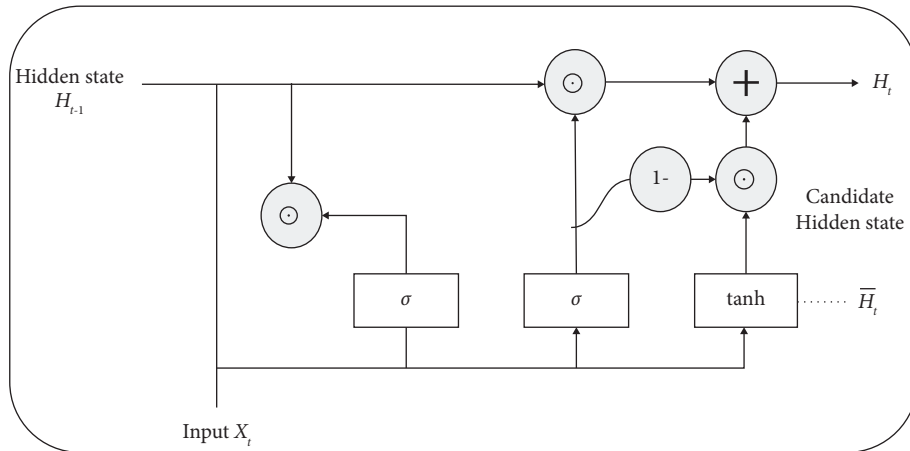 Hidden state
H_{t-1}
⊙
+
H_t
⊙
1-
⊙
Candidate
Hidden state
σ
σ
tanh
H̅_t
Input X_t